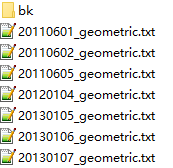 bk
20110601_geometric.txt
20110602_geometric.txt
20110605_geometric.txt
20120104_geometric.txt
20130105_geometric.txt
20130106_geometric.txt
20130107_geometric.txt